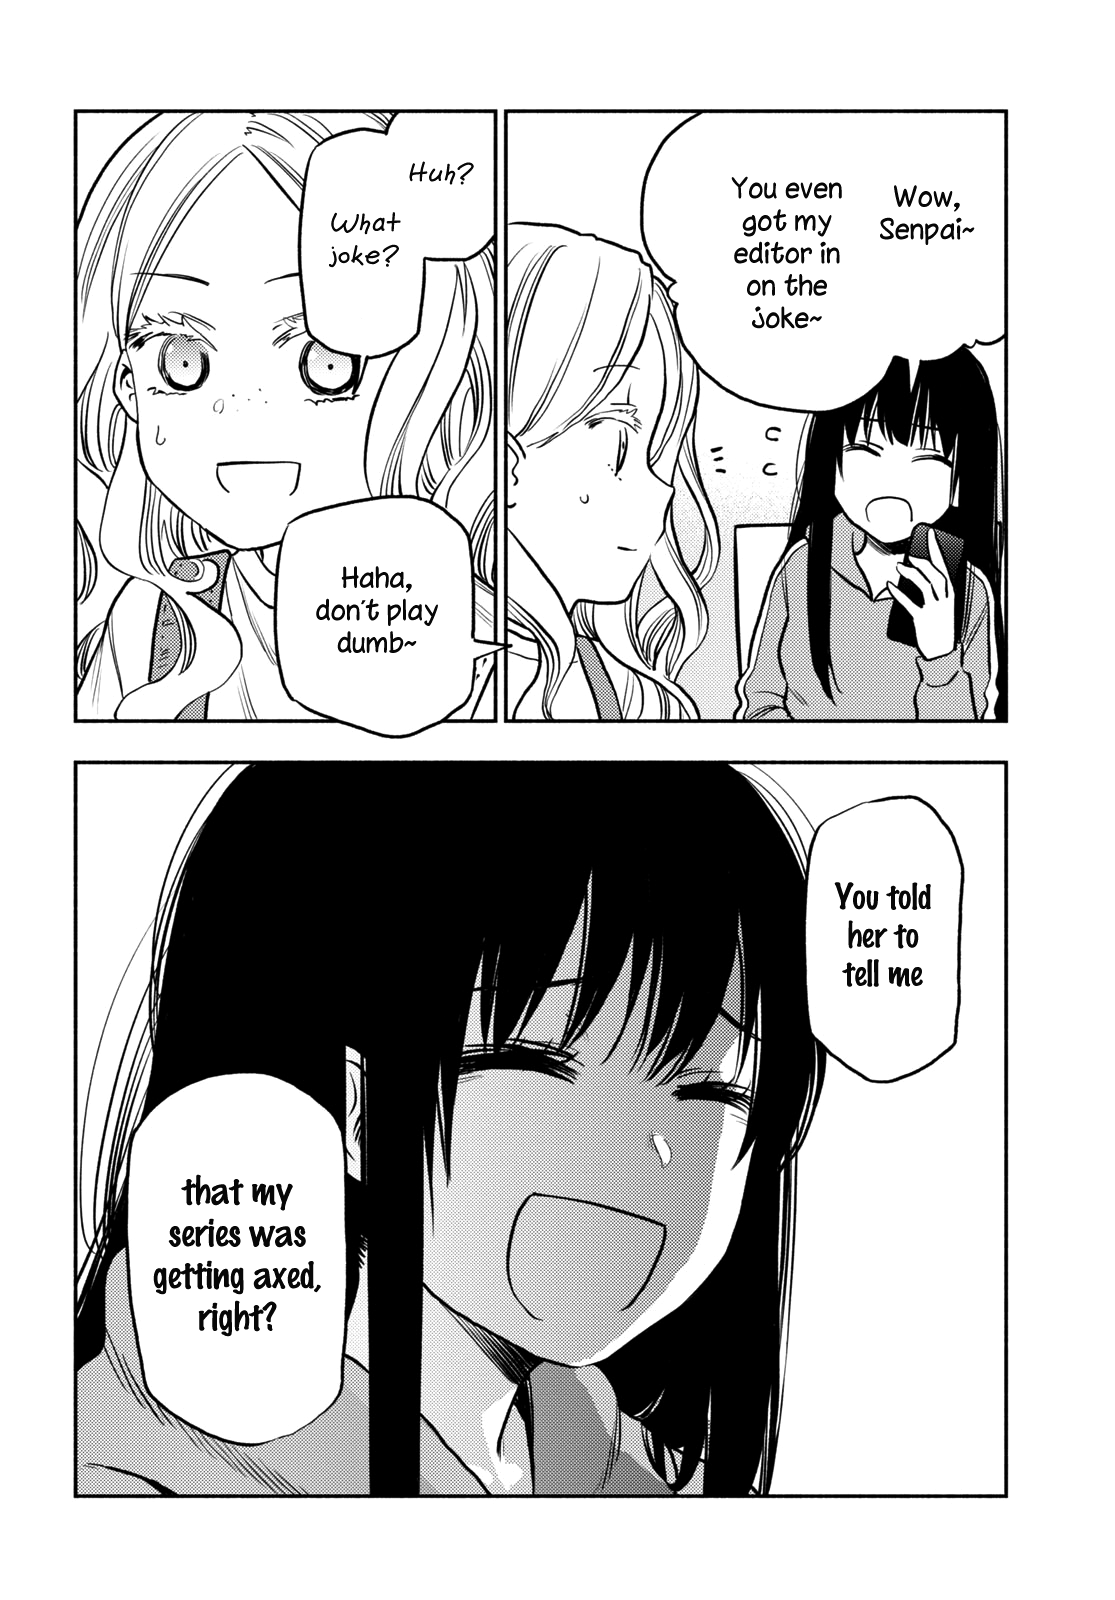 Wow,
Senpai~
You even
got my
editor in
on the
joke~
Huh?
What
joke?
Haha,
don't play
dumb~
You told
her to
tell me
that my
series was
getting axed,
right?